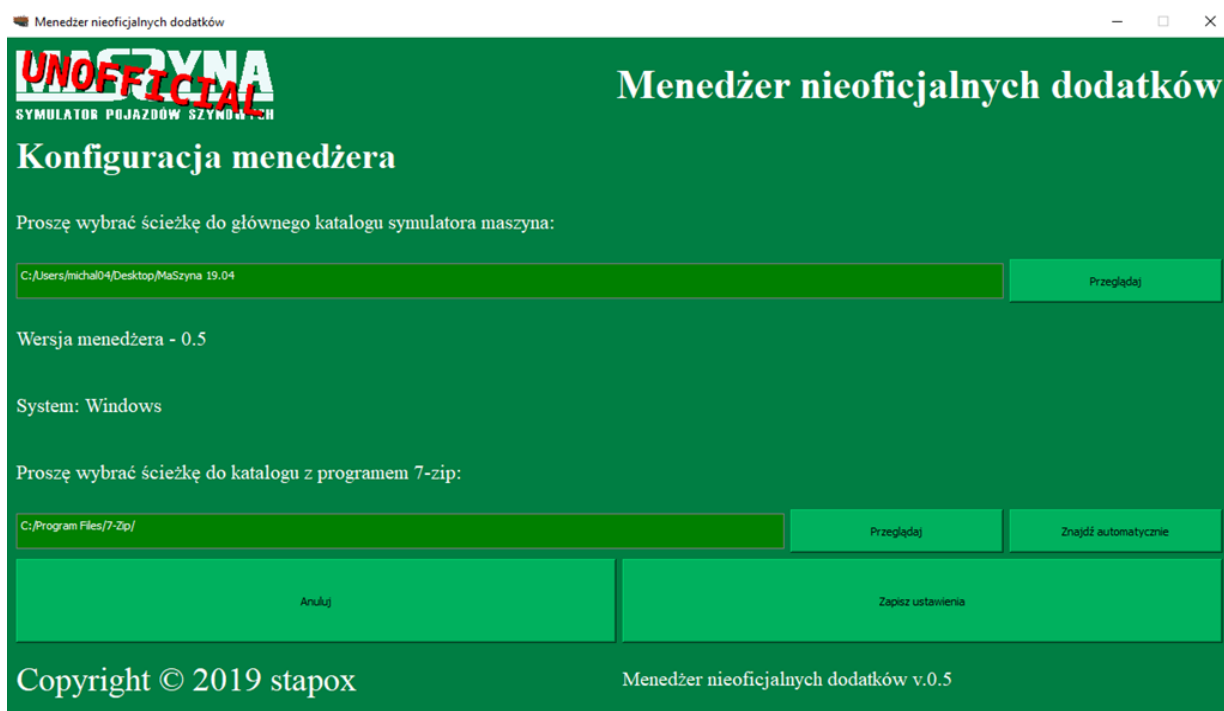 Menedżer nieoficjalnych dodatków
MASZYNA
UNOFFICIAL
SYMULATOR POJAZDÓW SZYNOWYCH
Menedżer nieoficjalnych dodatków
Konfiguracja menedżera
Proszę wybrać ścieżkę do głównego katalogu symulatora maszyna:
C:/Users/michal04/Desktop/MaSzyna 19.04
Przeglądaj
Wersja menedżera - 0.5
System: Windows
Proszę wybrać ścieżkę do katalogu z programem 7-zip:
C:/Program Files/7-Zip/
Przeglądaj
Znajdź automatycznie
Anuluj
Zapisz ustawienia
Copyright © 2019 stapox
Menedżer nieoficjalnych dodatków v.0.5